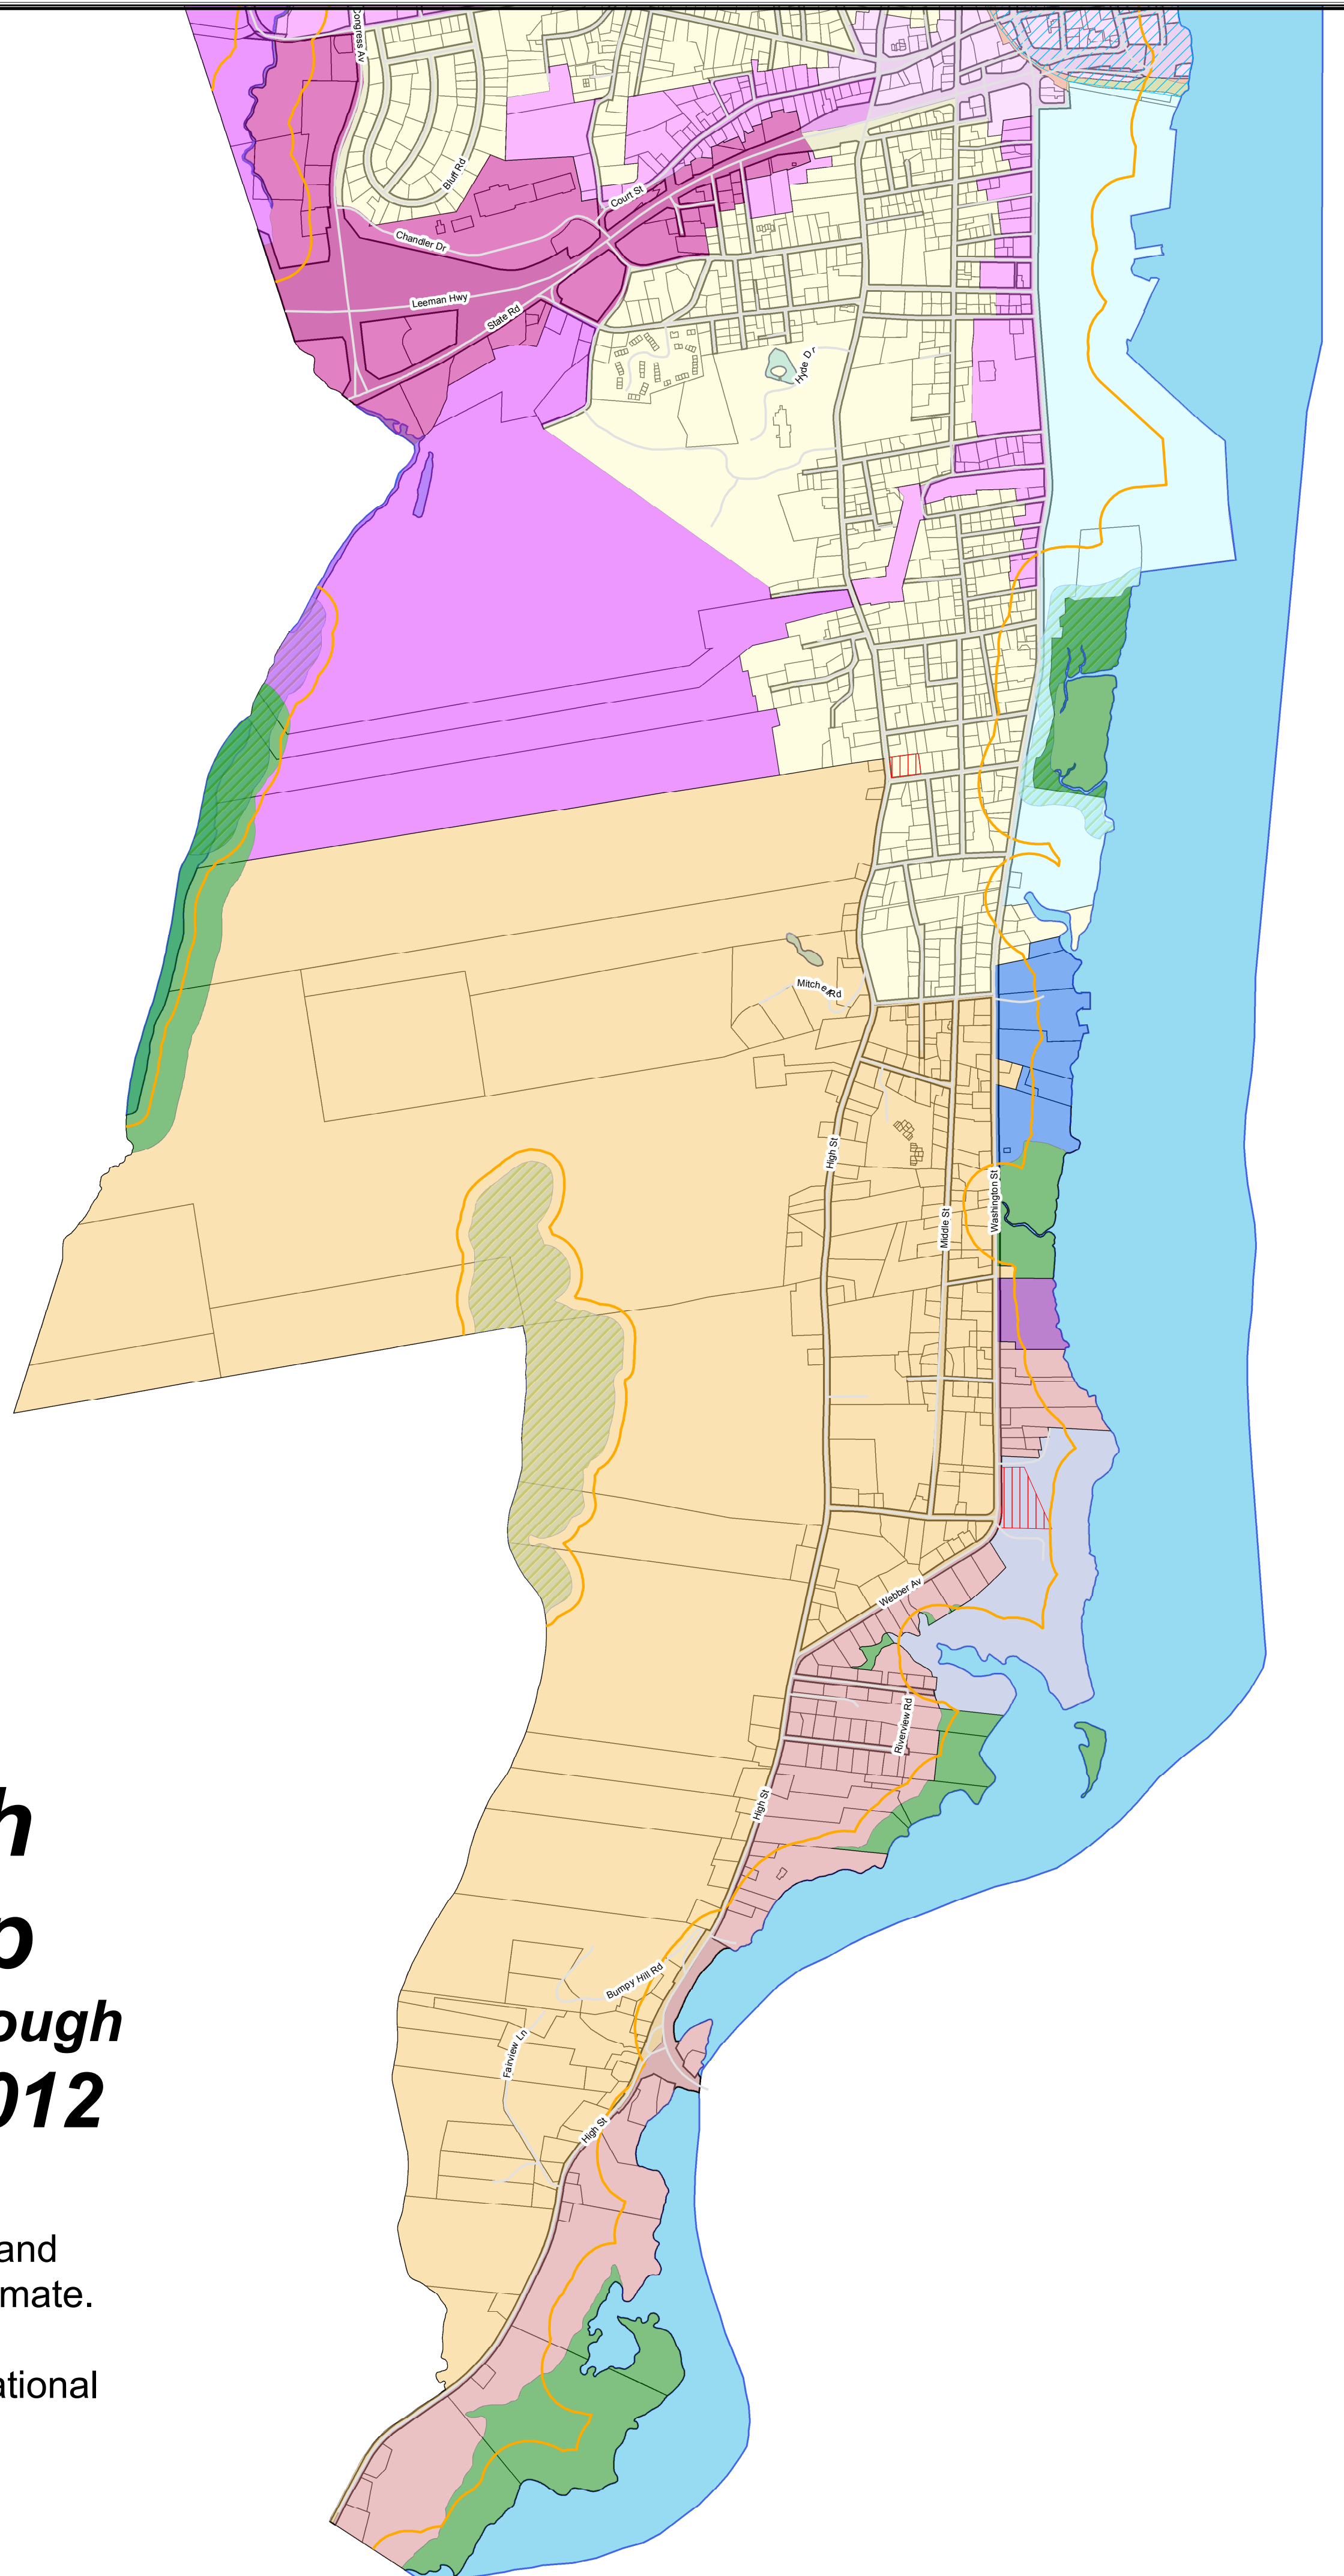 Congress Av
Bluff Rd
Court St
Chandler Dr
Leeman Hwy
State Rd
Hyde Dr
Rd
High St
Washington St
Middle St
Webber Av
Riverview Rd
h
High St
p
Bumpy Hill Rd
ough
Fairview Ln
012
High St
and
mate.
ational